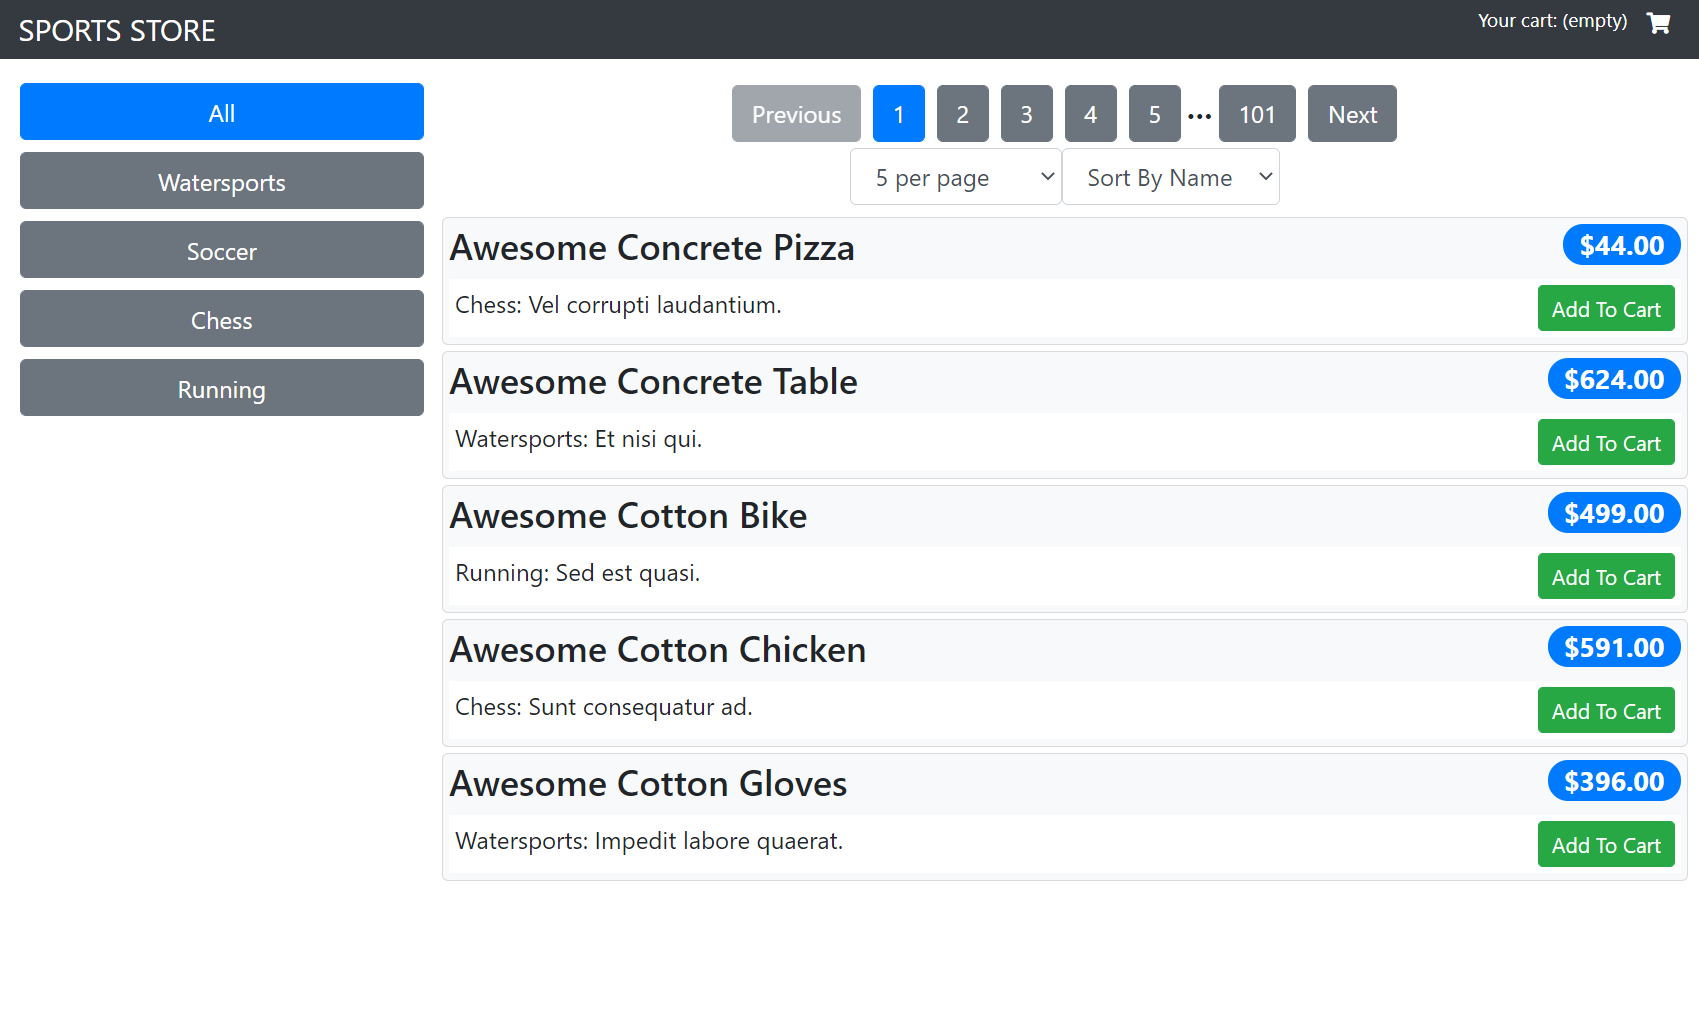 SPORTS STORE
Your cart: (empty)
All
Watersports
Soccer
Chess
Running
Previous 1 2 3 4 5 ••• 101 Next
5 per page Sort By Name
Awesome Concrete Pizza $44.00
Chess: Vel corrupti laudantium. Add To Cart
Awesome Concrete Table $624.00
Watersports: Et nisi qui. Add To Cart
Awesome Cotton Bike $499.00
Running: Sed est quasi. Add To Cart
Awesome Cotton Chicken $591.00
Chess: Sunt consequatur ad. Add To Cart
Awesome Cotton Gloves $396.00
Watersports: Impedit labore quaerat. Add To Cart